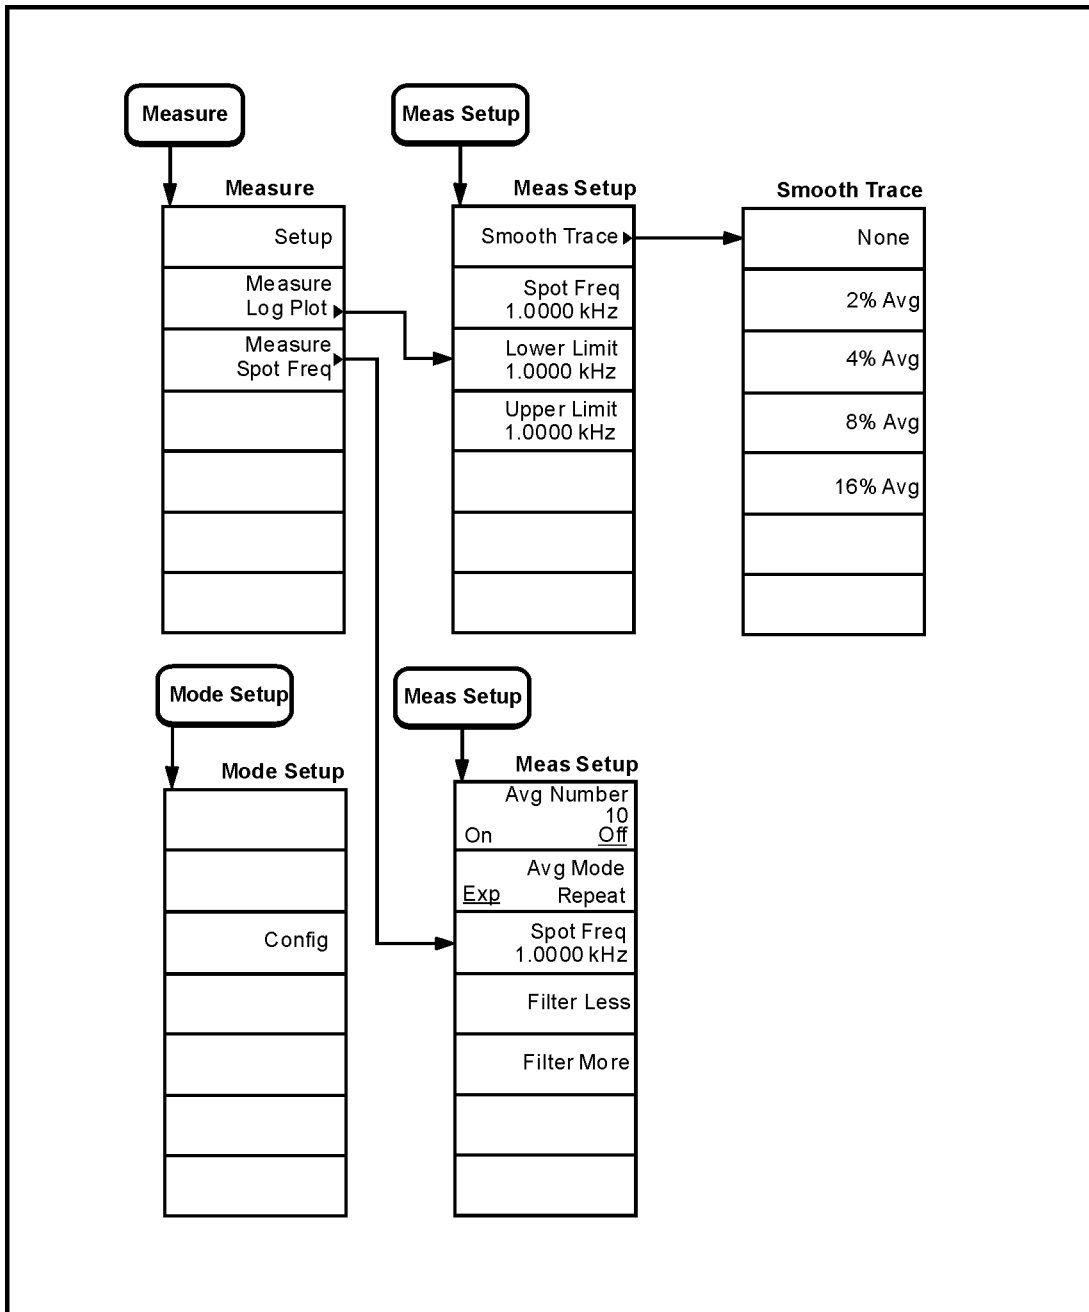 Measure
Measure
Setup
Measure
Log Plot
Measure
Spot Freq
Meas Setup
Meas Setup
Smooth Trace
Spot Freq
1.0000 kHz
Lower Limit
1.0000 kHz
Upper Limit
1.0000 kHz
Smooth Trace
None
2% Avg
4% Avg
8% Avg
16% Avg
Mode Setup
Mode Setup
Config
Meas Setup
Meas Setup
Avg Number
10
On Off
Avg Mode
Exp Repeat
Spot Freq
1.0000 kHz
Filter Less
Filter More